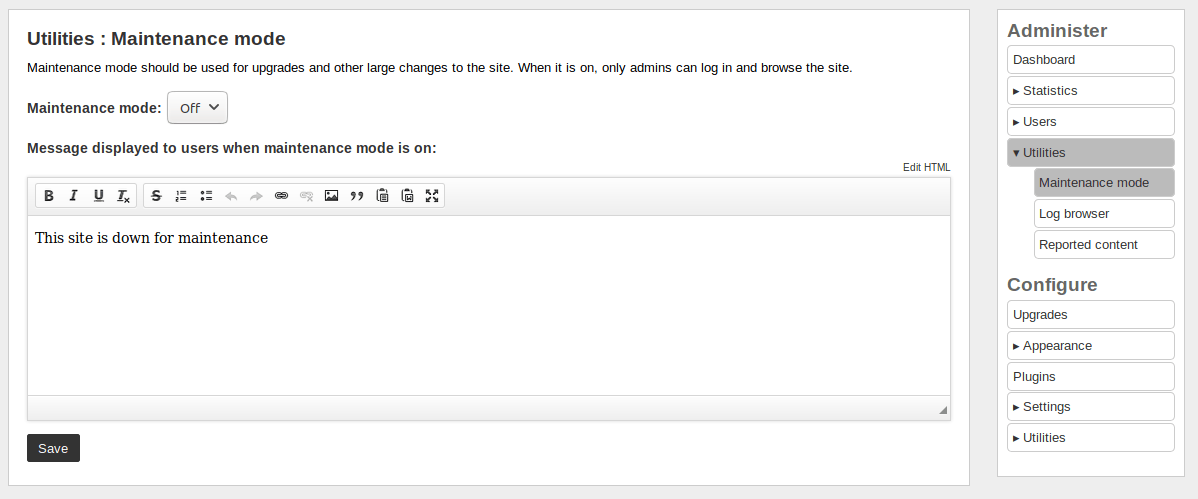 Utilities : Maintenance mode
Maintenance mode should be used for upgrades and other large changes to the site. When it is on, only admins can log in and browse the site.
Maintenance mode: Off
Message displayed to users when maintenance mode is on:
Edit HTML
This site is down for maintenance
Save
Administer
Dashboard
▸ Statistics
▸ Users
▾ Utilities
Maintenance mode
Log browser
Reported content
Configure
Upgrades
▸ Appearance
Plugins
▸ Settings
▸ Utilities